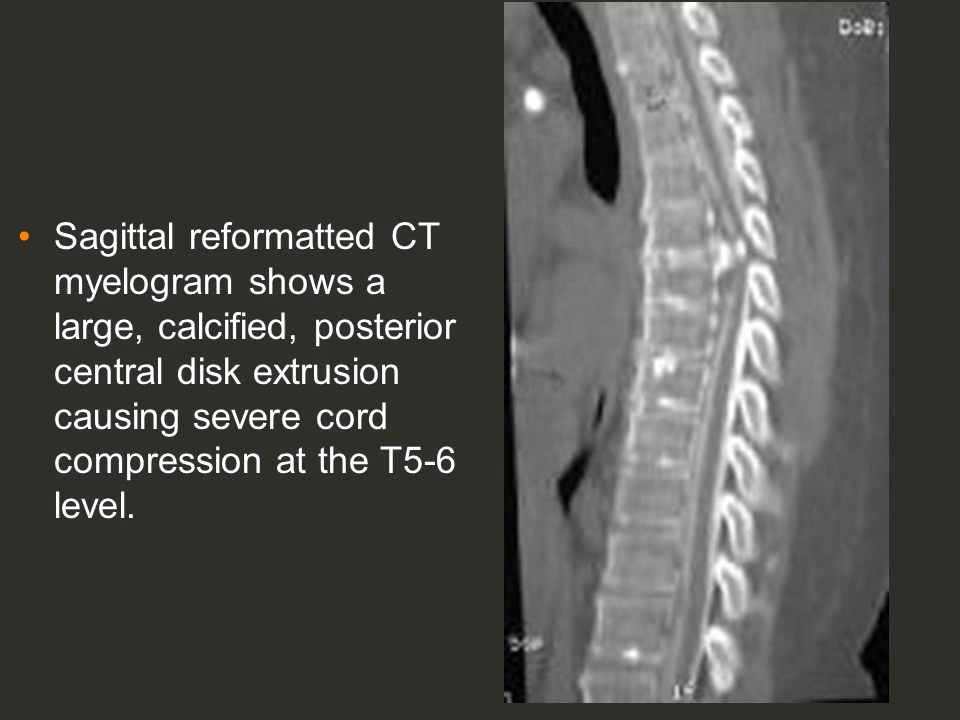 • Sagittal reformatted CT
myelogram shows a
large, calcified, posterior
central disk extrusion
causing severe cord
compression at the T5-6
level.
DoB: